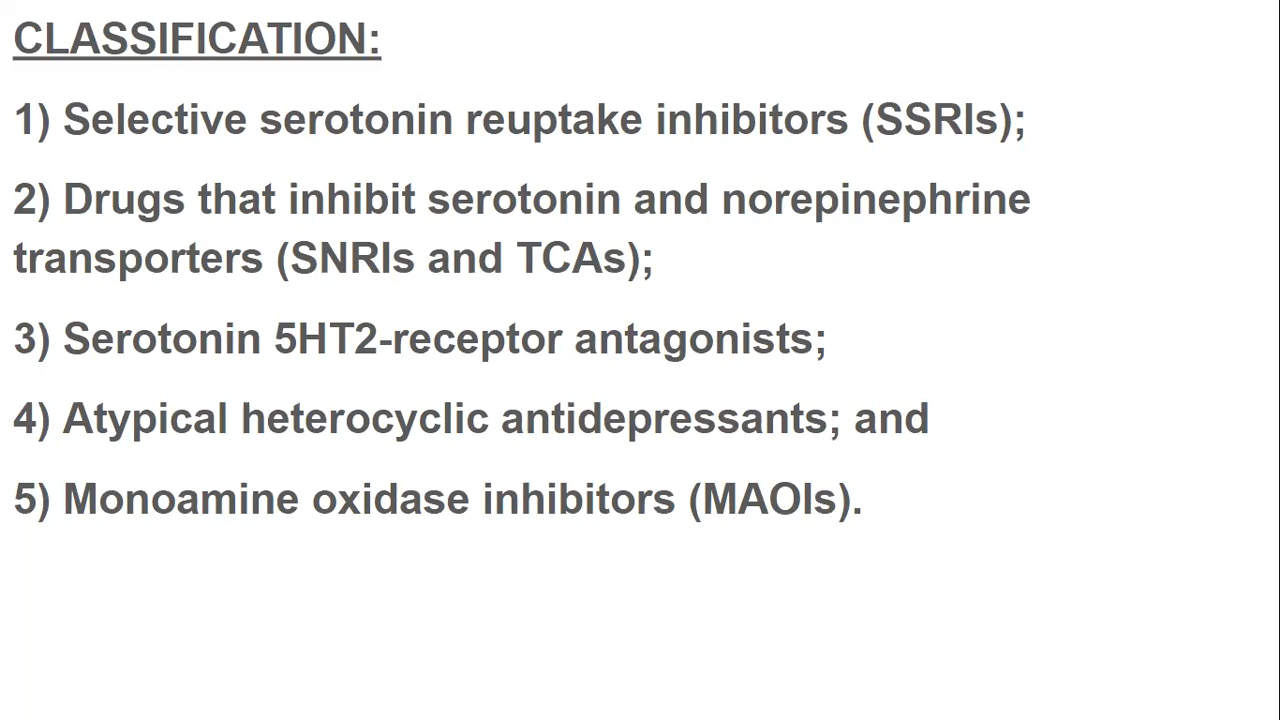 CLASSIFICATION:
1) Selective serotonin reuptake inhibitors (SSRIs);
2) Drugs that inhibit serotonin and norepinephrine
transporters (SNRIs and TCAs);
3) Serotonin 5HT2-receptor antagonists;
4) Atypical heterocyclic antidepressants; and
5) Monoamine oxidase inhibitors (MAOIs).